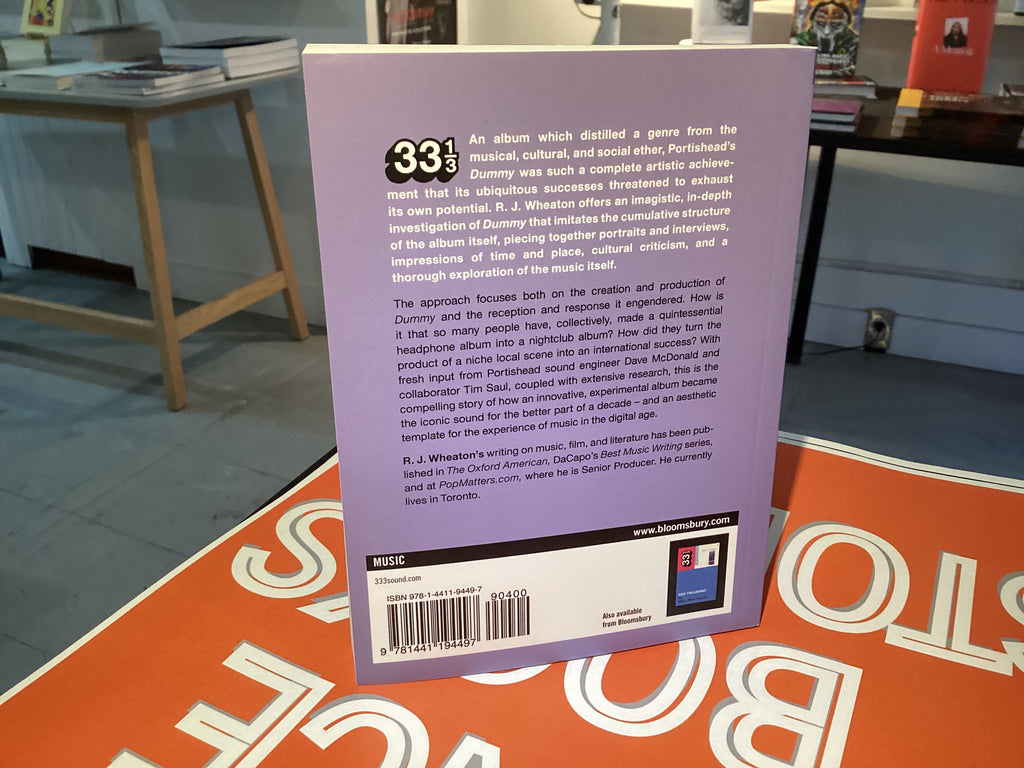 33 1/3
An album which distilled a genre from the
musical, cultural, and social ether, Portishead's
Dummy was such a complete artistic achieve-
ment that its ubiquitous successes threatened to exhaust
its own potential. R. J. Wheaton offers an imagistic, in-depth
investigation of Dummy that imitates the cumulative structure
of the album itself, piecing together portraits and interviews,
impressions of time and place, cultural criticism, and a
thorough exploration of the music itself.
The approach focuses both on the creation and production of
Dummy and the reception and response it engendered. How is
it that so many people have, collectively, made a quintessential
headphone album into a nightclub album? How did they turn the
product of a niche local scene into an international success? With
fresh input from Portishead sound engineer Dave McDonald and
collaborator Tim Saul, coupled with extensive research, this is the
compelling story of how an innovative, experimental album became
the iconic sound for the better part of a decade – and an aesthetic
template for the experience of music in the digital age.
R. J. Wheaton's writing on music, film, and literature has been pub-
lished in The Oxford American, DaCapo's Best Music Writing series,
and at PopMatters.com, where he is Senior Producer. He currently
lives in Toronto.
www.bloomsbury.com
MUSIC
333sound.com
ISBN 978-1-4411-9449-7
90400
9 781441 194497
Also available
from Bloomsbury
33 1/3
STO
BO